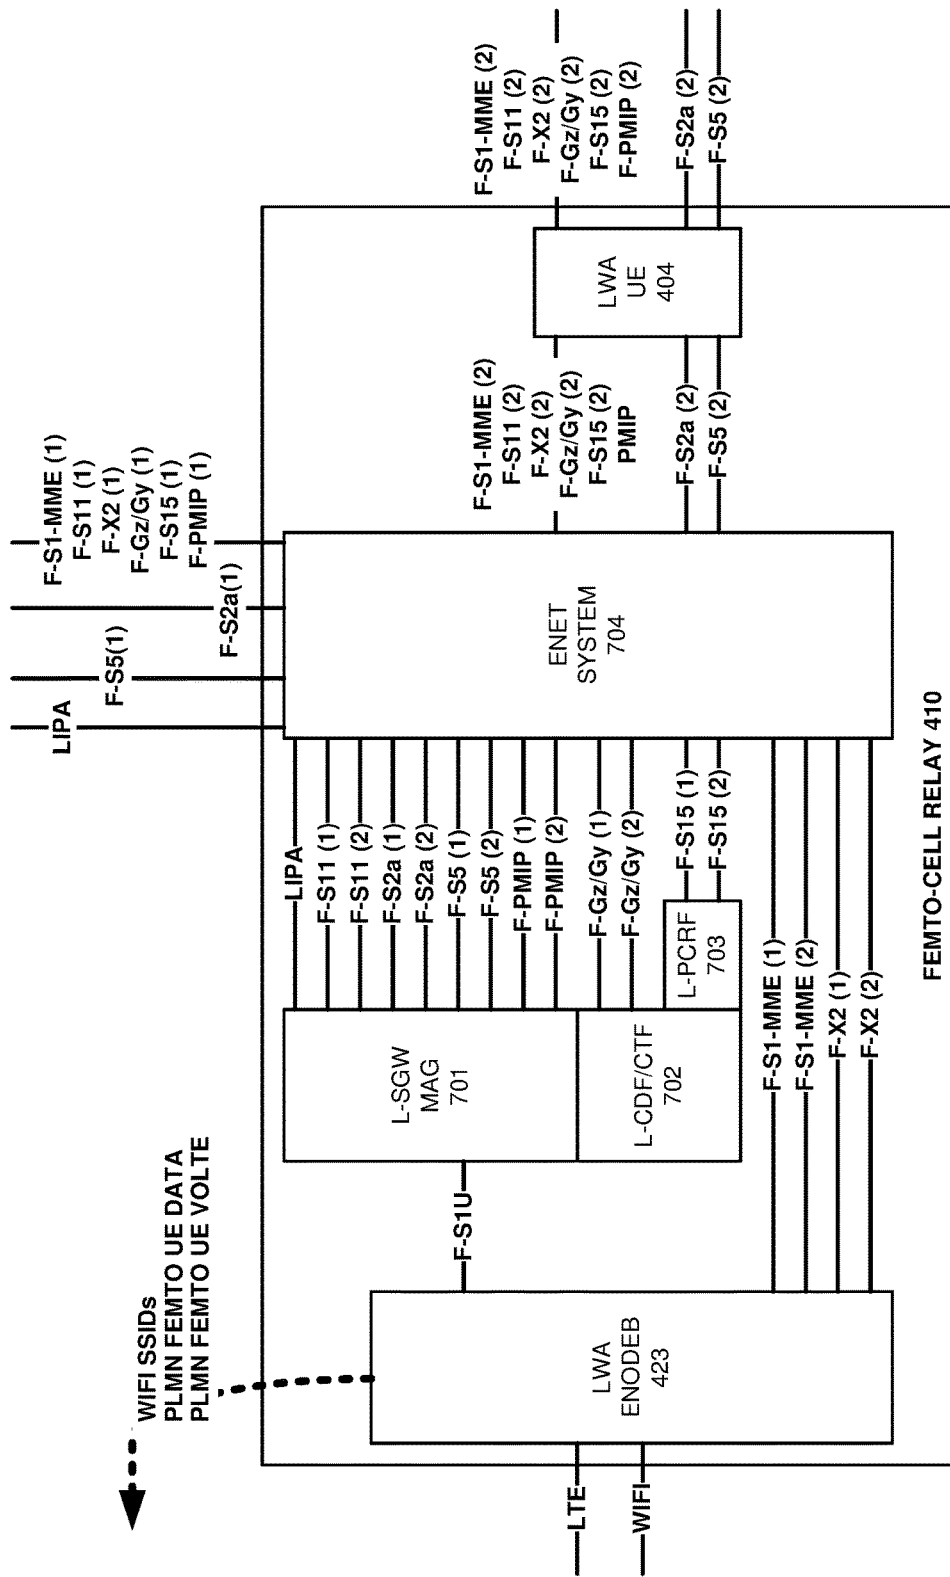 WIFI SSIDs
PLMN FEMTO UE DATA
PLMN FEMTO UE VOLTE
LIPA
F-S5(1)
F-S2a(1)
F-S1-MME (1)
F-S11 (1)
F-X2 (1)
F-Gz/Gy (1)
F-S15 (1)
F-PMIP (1)
LTE
WIFI
LWA
ENODEB
423
F-S1U
L-SGW
MAG
701
L-CDF/CTF
702
L-PCRF
703
LIPA
F-S11 (1)
F-S11 (2)
F-S2a (1)
F-S2a (2)
F-S5 (1)
F-S5 (2)
F-PMIP (1)
F-PMIP (2)
F-Gz/Gy (1)
F-Gz/Gy (2)
F-S15 (1)
F-S15 (2)
F-S1-MME (1)
F-S1-MME (2)
F-X2 (1)
F-X2 (2)
ENET
SYSTEM
704
F-S1-MME (2)
F-S11 (2)
F-X2 (2)
F-Gz/Gy (2)
F-S15 (2)
PMIP
F-S2a (2)
F-S5 (2)
LWA
UE
404
F-S1-MME (2)
F-S11 (2)
F-X2 (2)
F-Gz/Gy (2)
F-S15 (2)
F-PMIP (2)
F-S2a (2)
F-S5 (2)
FEMTO-CELL RELAY 410